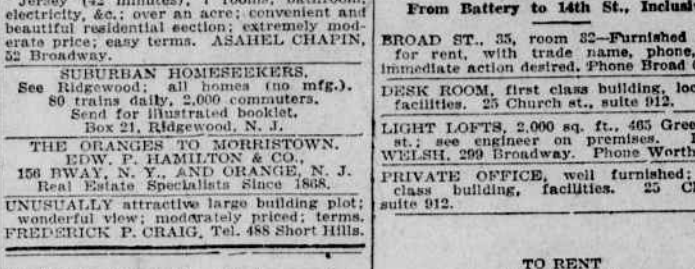 Jersey (42 minutes), 7 rooms, bathroom,
electricity, &c.; over an acre; convenient and
beautiful residential section; extremely mod-
erate price; easy terms. ASAHEL CHAPIN,
52 Broadway.
SUBURBAN HOMESEEKERS.
See Ridgewood; all homes (no mfg.).
80 trains daily, 2,000 commuters.
Send for illustrated booklet.
Box 21, Ridgewood, N. J.
THE ORANGES TO MORRISTOWN.
EDW. P. HAMILTON & CO.,
156 BWAY, N. Y., AND ORANGE, N. J.
Real Estate Specialists Since 1868.
UNUSUALLY attractive large building plot;
wonderful view; moderately priced; terms.
FREDERICK P. CRAIG, Tel. 488 Short Hills.
From Battery to 14th St., Inclusi
BROAD ST., 35, room 82—Furnished
for rent, with trade name, phone,
immediate action desired. Phone Broad
DESK ROOM, first class building, loc
facilities. 25 Church st., suite 912.
LIGHT LOFTS, 2,000 sq. ft., 465 Gree
st.; see engineer on premises.
WELSH, 299 Broadway. Phone Worth
PRIVATE OFFICE, well furnished;
class building, facilities. 25 C
suite 912.
TO RENT